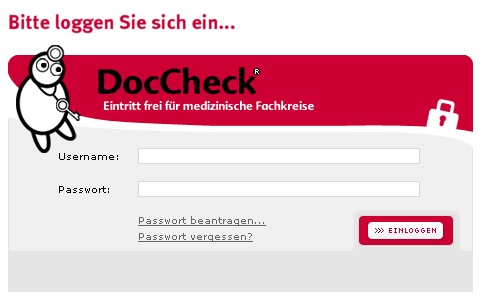 Bitte loggen Sie sich ein...
DocCheck®
Eintritt frei für medizinische Fachkreise
Username:
Passwort:
Passwort beantragen...
Passwort vergessen?
>>> EINLOGGEN